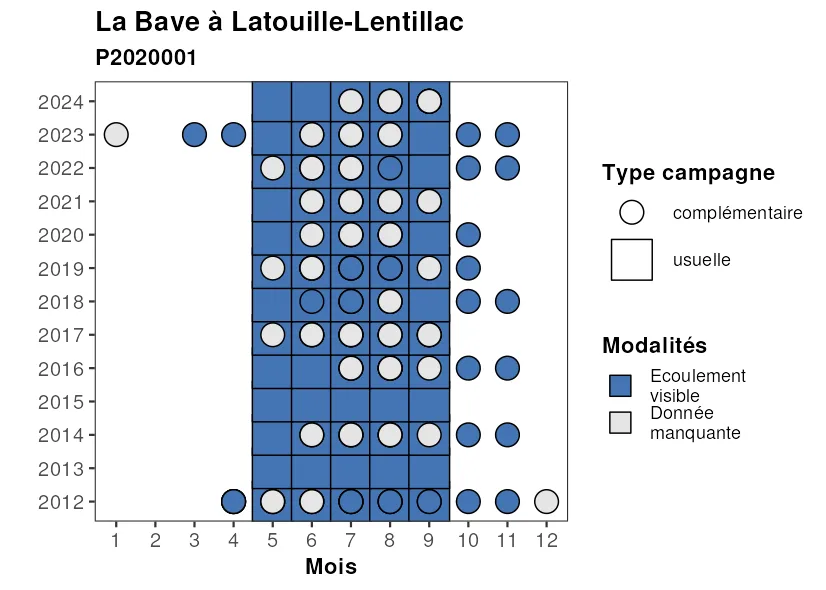 La Bave à Latouille-Lentillac
P2020001
2024
2023
2022
2021
2020
2019
2018
2017
2016
2015
2014
2013
2012
1 2 3 4 5 6 7 8 9 10 11 12
Mois
Type campagne
complémentaire
usuelle
Modalités
Ecoulement
visible
Donnée
manquante